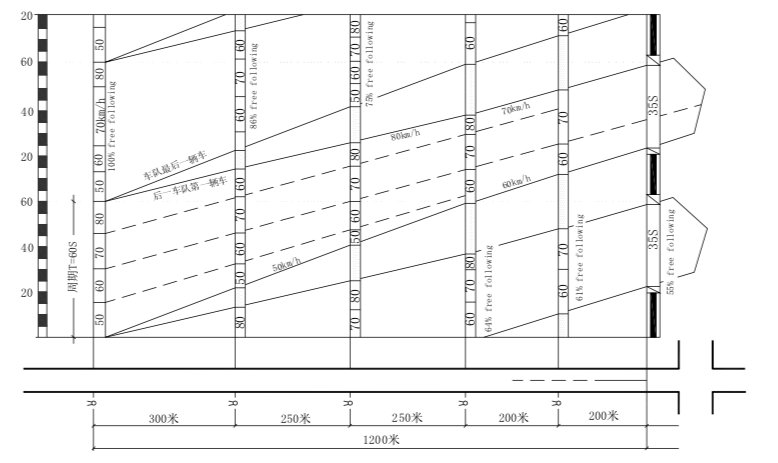 20
60
40
20
60
40
20
50
80
70km/h
60
50
80
70
60
50
100% free following
周期T=60S
车队最后一辆车
后一车队第一辆车
50km/h
60
70
60
80
60
70
60
50
80
86% free following
80
70
60
50
80
70
60
50
80
70
75% free following
80km/h
70km/h
60km/h
60
80
70
60
80
70
60
64% free following
60
70
60
70
60
61% free following
35S
35S
55% free following
R
R
R
R
R
300米
250米
250米
200米
200米
1200米